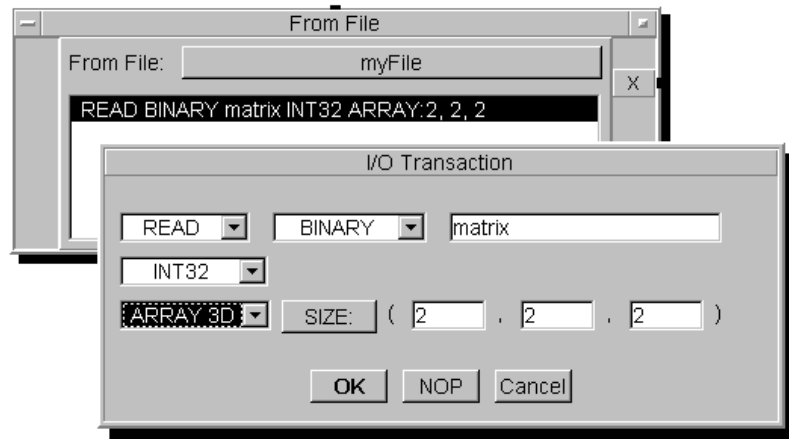 From File
From File: myFile
X
READ BINARY matrix INT32 ARRAY:2, 2, 2
I/O Transaction
READ BINARY matrix
INT32
ARRAY 3D SIZE: ( 2 , 2 , 2 )
OK NOP Cancel